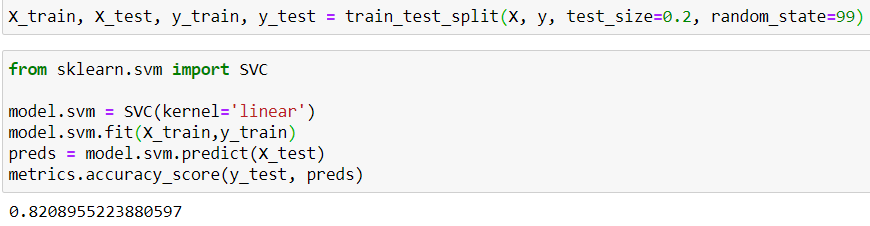 X_train, X_test, y_train, y_test = train_test_split(X, y, test_size=0.2, random_state=99)
from sklearn.svm import SVC
model.svm = SVC(kernel='linear')
model.svm.fit(X_train,y_train)
preds = model.svm.predict(X_test)
metrics.accuracy_score(y_test, preds)
0.8208955223880597